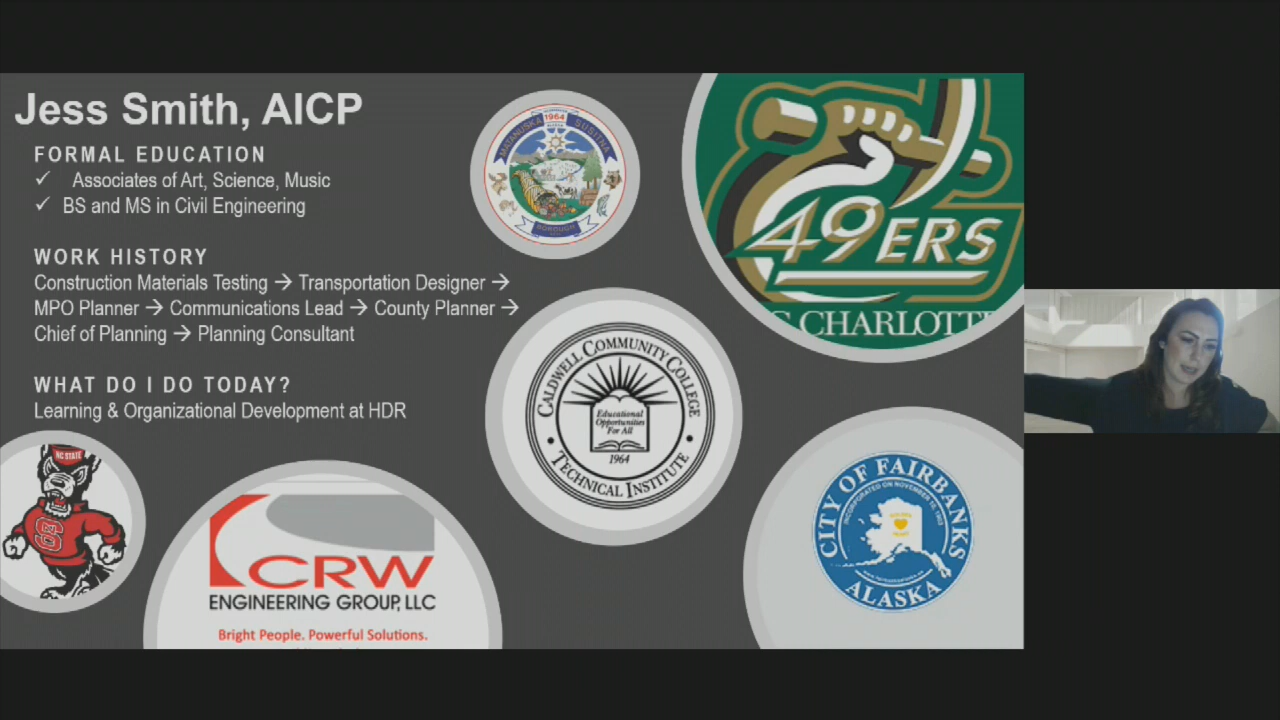 Jess Smith, AICP
FORMAL EDUCATION
✓ Associates of Art, Science, Music
✓ BS and MS in Civil Engineering
WORK HISTORY
Construction Materials Testing → Transportation Designer →
MPO Planner → Communications Lead → County Planner →
Chief of Planning → Planning Consultant
WHAT DO I DO TODAY?
Learning & Organizational Development at HDR
1964
MATANUSKA SUSITNA
BOROUGH
49ERS
CHARLOTTE
CALDWELL COMMUNITY COLLEGE
Educational
Opportunities
For All
1964
TECHNICAL INSTITUTE
NC STATE
CRW
ENGINEERING GROUP, LLC
Bright People. Powerful Solutions.
CITY OF FAIRBANKS
ALASKA